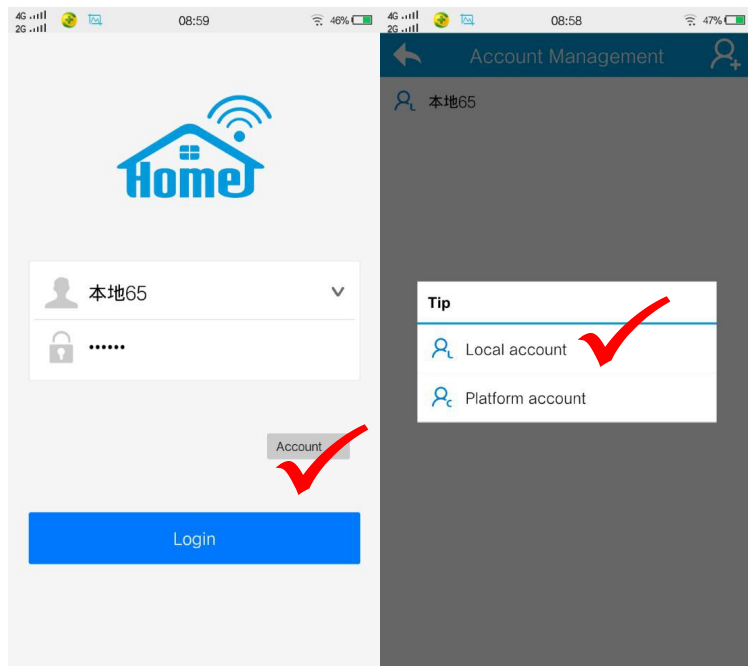 4G
2G
08:59
46%
Home
本地65
••••••
Account
Login
4G
2G
08:58
47%
Account Management
本地65
Tip
L Local account
C Platform account